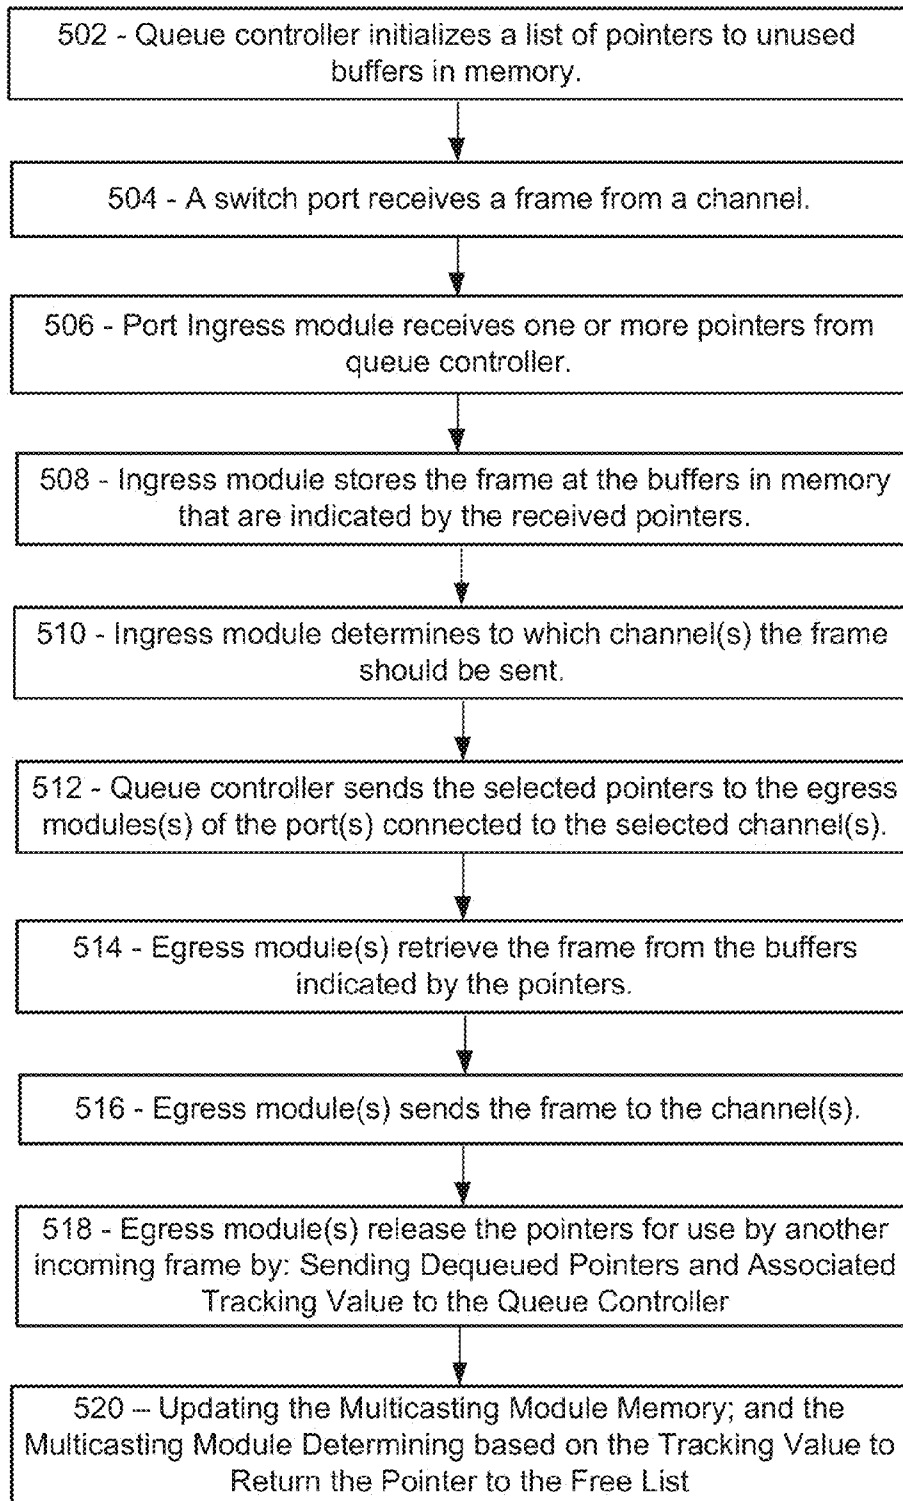 502 - Queue controller initializes a list of pointers to unused
buffers in memory.
504 - A switch port receives a frame from a channel.
506 - Port Ingress module receives one or more pointers from
queue controller.
508 - Ingress module stores the frame at the buffers in memory
that are indicated by the received pointers.
510 - Ingress module determines to which channel(s) the frame
should be sent.
512 - Queue controller sends the selected pointers to the egress
modules(s) of the port(s) connected to the selected channel(s).
514 - Egress module(s) retrieve the frame from the buffers
indicated by the pointers.
516 - Egress module(s) sends the frame to the channel(s).
518 - Egress module(s) release the pointers for use by another
incoming frame by: Sending Dequeued Pointers and Associated
Tracking Value to the Queue Controller
520 – Updating the Multicasting Module Memory; and the
Multicasting Module Determining based on the Tracking Value to
Return the Pointer to the Free List